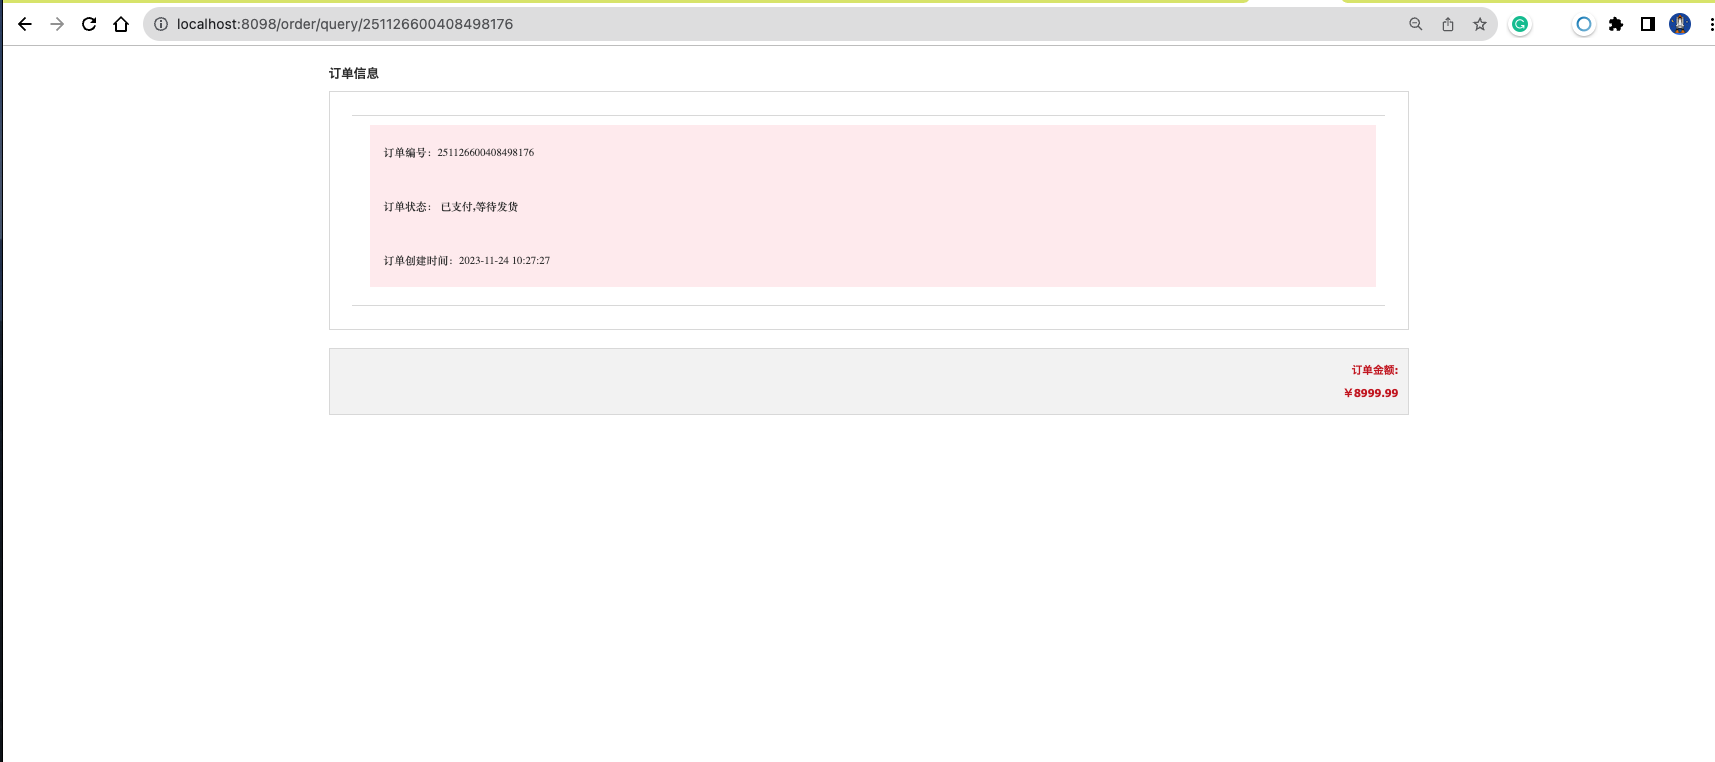 localhost:8098/order/query/251126600408498176
订单信息
订单编号：251126600408498176
订单状态： 已支付,等待发货
订单创建时间：2023-11-24 10:27:27
订单金额:
￥8999.99